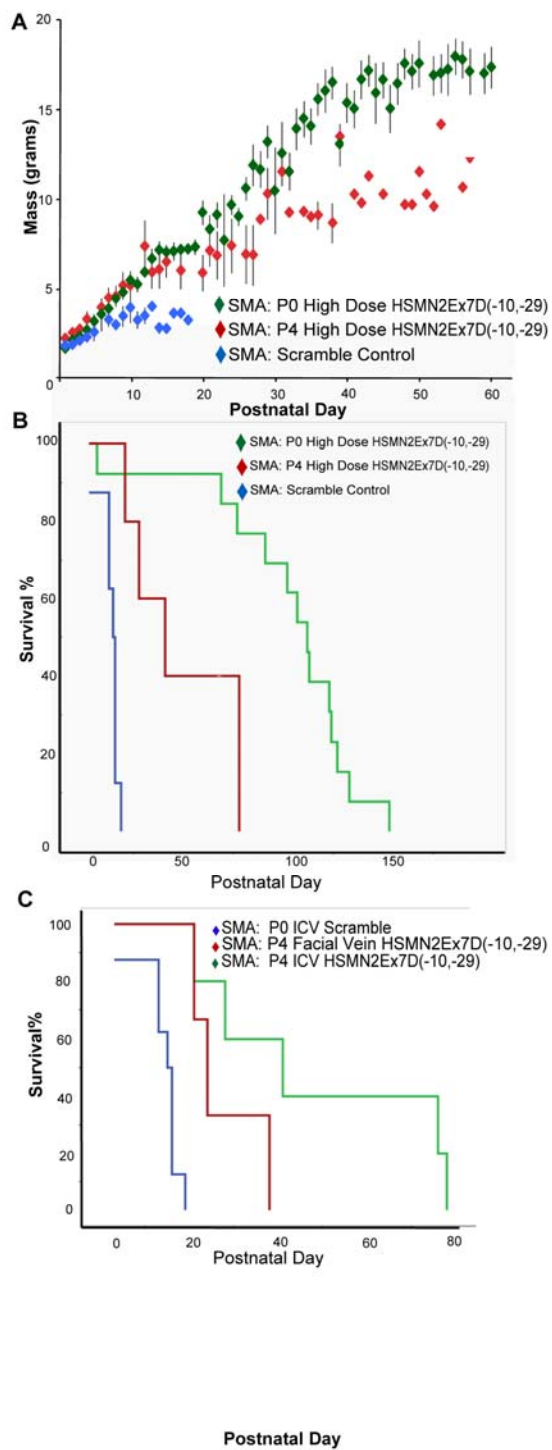 A
20
15
10
5
0
Mass (grams)
SMA: P0 High Dose HSMN2Ex7D(-10,-29)
SMA: P4 High Dose HSMN2Ex7D(-10,-29)
SMA: Scramble Control
0 10 20 30 40 50 60
Postnatal Day
B
100
80
60
40
20
0
Survival %
SMA: P0 High Dose HSMN2Ex7D(-10,-29)
SMA: P4 High Dose HSMN2Ex7D(-10,-29)
SMA: Scramble Control
0 50 100 150
Postnatal Day
C
100
80
60
40
20
0
Survival%
SMA: P0 ICV Scramble
SMA: P4 Facial Vein HSMN2Ex7D(-10,-29)
SMA: P4 ICV HSMN2Ex7D(-10,-29)
0 20 40 60 80
Postnatal Day
Postnatal Day